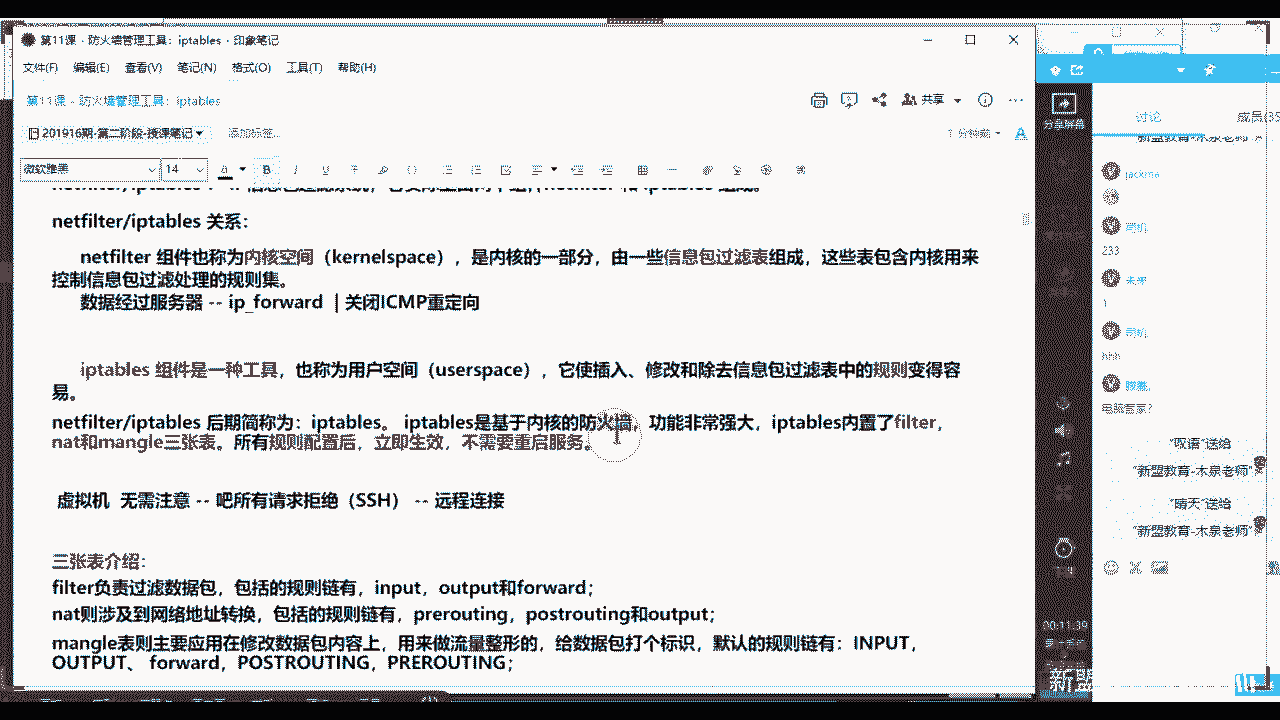 第11课 - 防火墙管理工具：iptables - 印象笔记
文件(F) 编辑(E) 查看(V) 笔记(N) 格式(O) 工具(T) 帮助(H)
第11课 - 防火墙管理工具：iptables
共享
201916期-第二阶段-授课笔记
添加标签...
1 分钟前
微软雅黑
14
netfilter/iptables 关系：
netfilter 组件也称为内核空间（kernelspace），是内核的一部分，由一些信息包过滤表组成，这些表包含内核用来
控制信息包过滤处理的规则集。
数据经过服务器 -- ip_forward ｜关闭ICMP重定向
iptables 组件是一种工具，也称为用户空间（userspace），它使插入、修改和除去信息包过滤表中的规则变得容
易。
netfilter/iptables 后期简称为：iptables。 iptables是基于内核的防火墙，功能非常强大，iptables内置了filter，
nat和mangle三张表。所有规则配置后，立即生效，不需要重启服务。
虚拟机 无需注意 -- 吧所有请求拒绝（SSH） -- 远程连接
三张表介绍：
filter负责过滤数据包，包括的规则链有，input，output和forward；
nat则涉及到网络地址转换，包括的规则链有，prerouting，postrouting和output；
mangle表则主要应用在修改数据包内容上，用来做流量整形的，给数据包打个标识，默认的规则链有：INPUT，
OUTPUT、 forward，POSTROUTING，PREROUTING；
分享屏幕
00:11:39
讨论
成员(35
新盟教育-木泉老师"
jackma
司机
233
未来
1
司机
hhh
电脑管家?
"叹语"送给
"新盟教育-木泉老师"
"晴天"送给
"新盟教育-木泉老师"
新盟